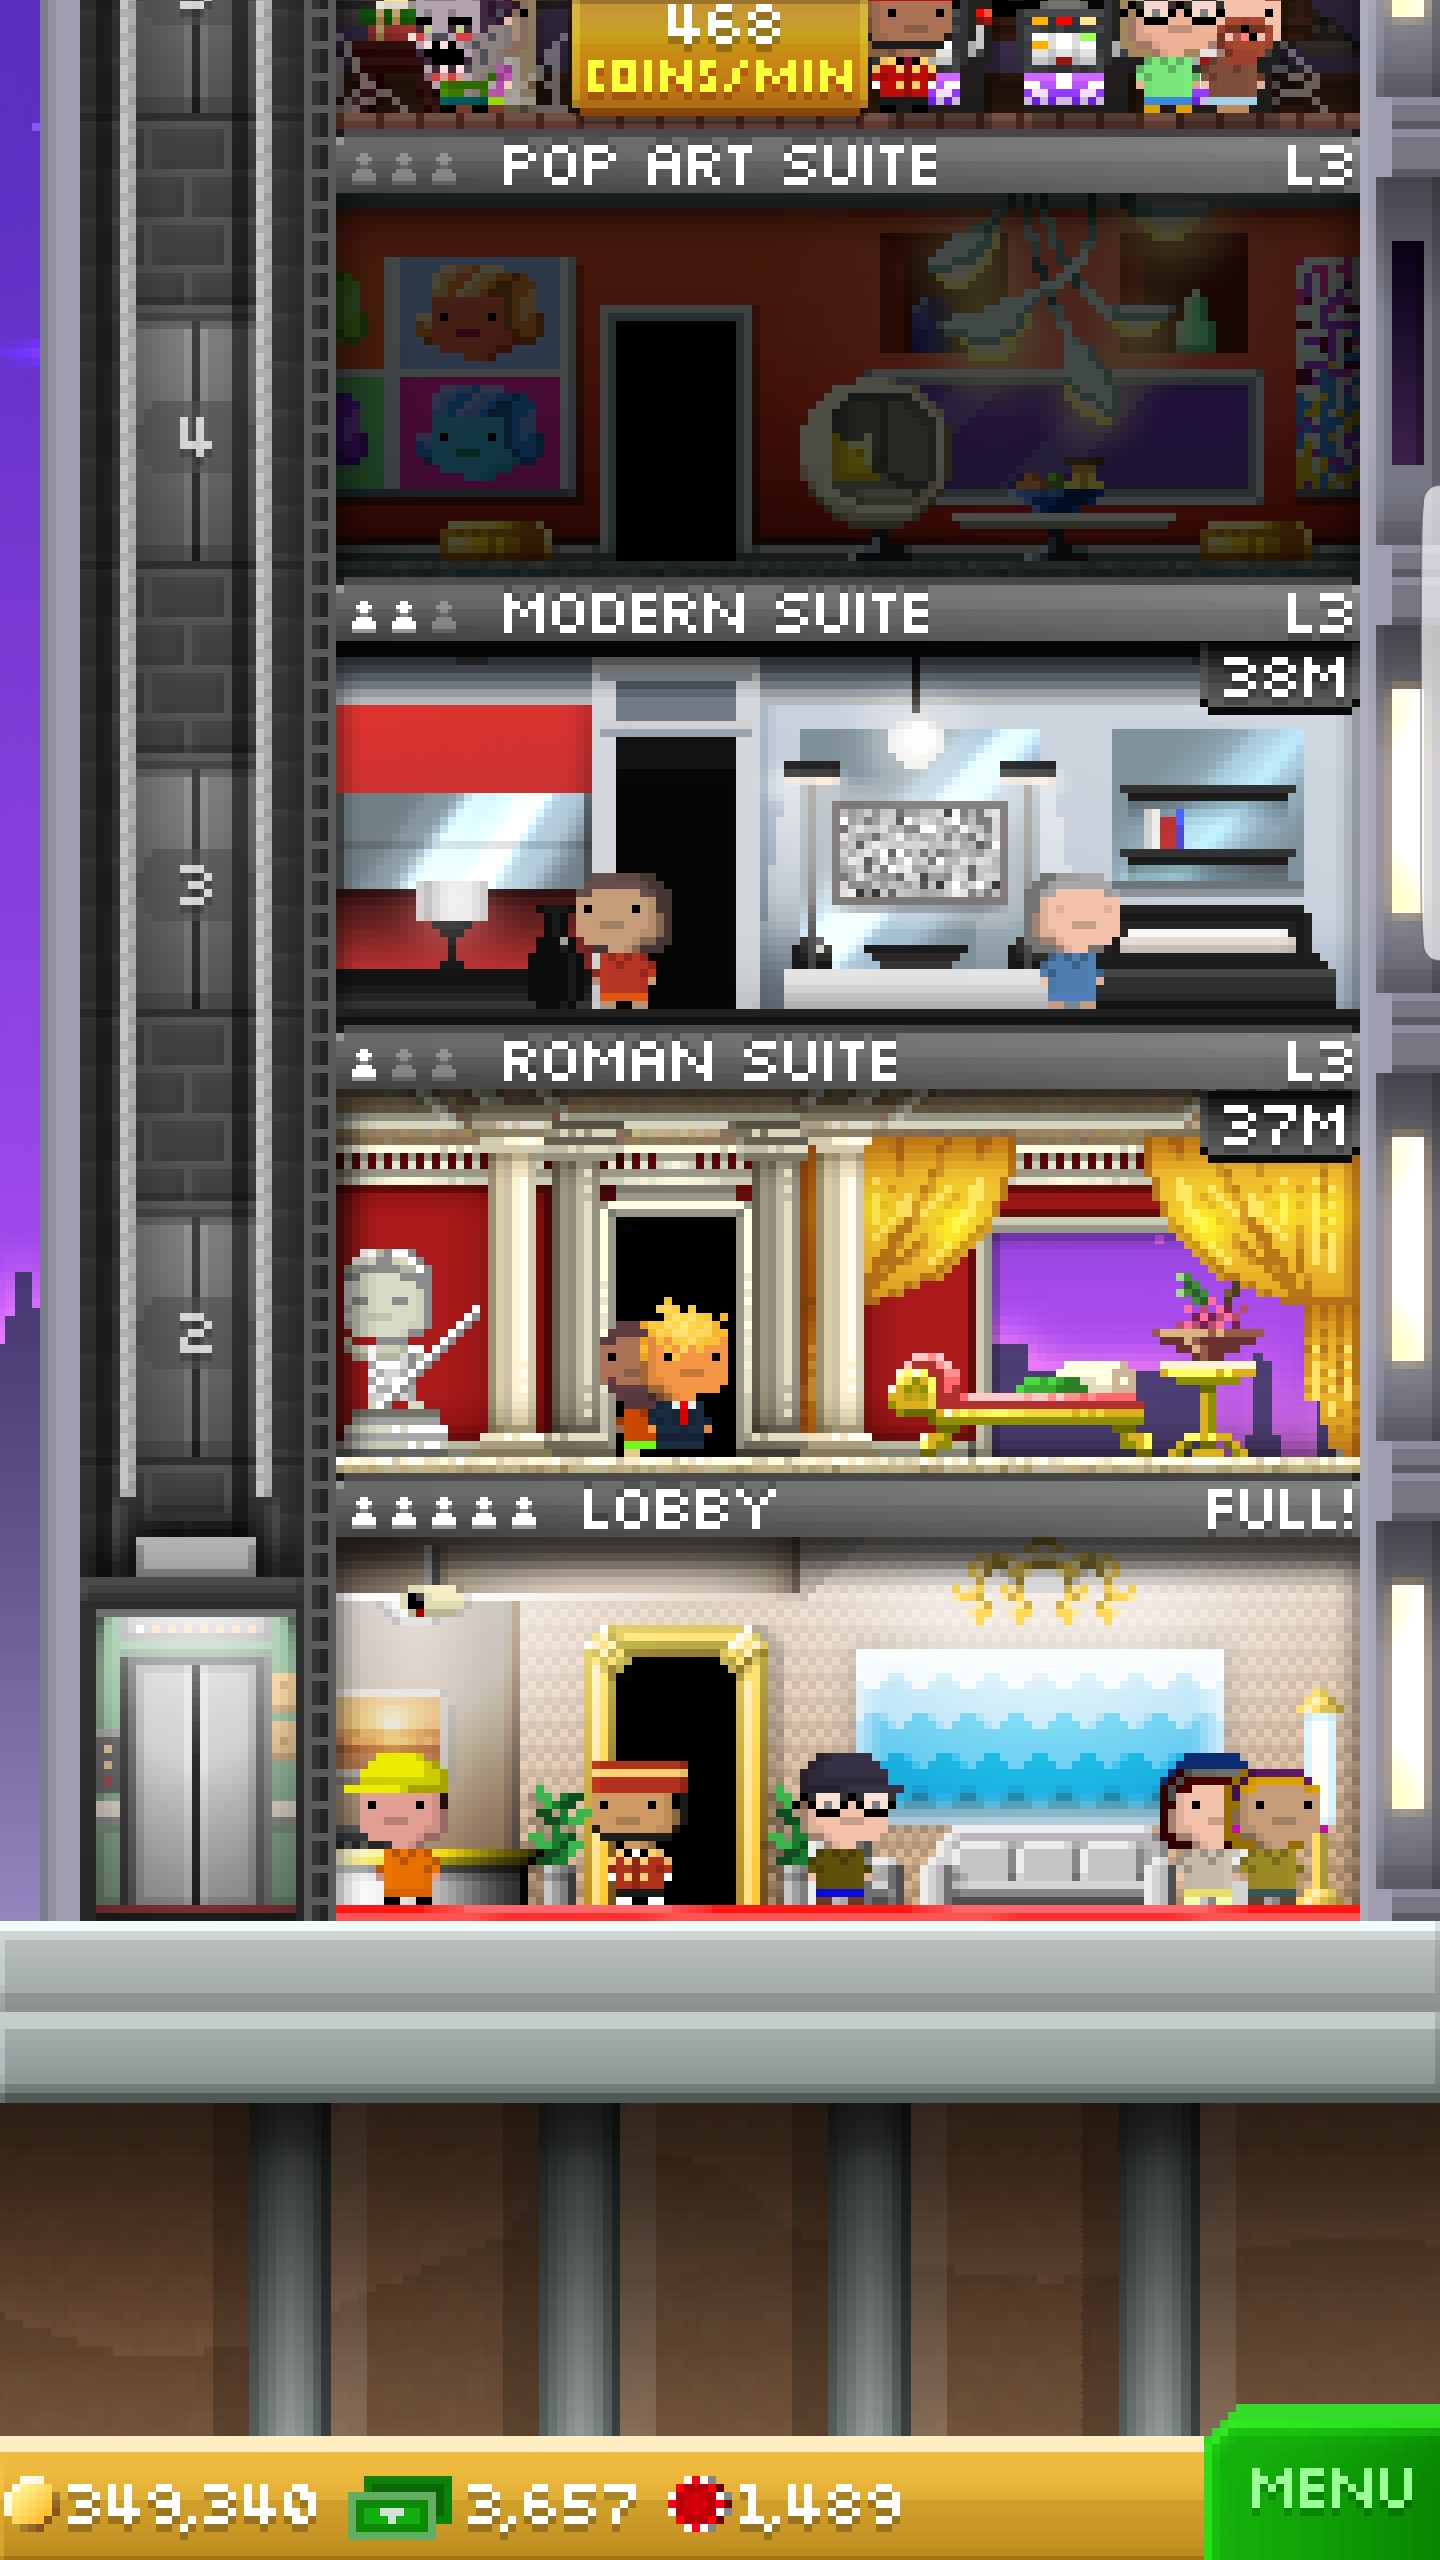 468
COINS/MIN
POP ART SUITE L3
4
MODERN SUITE L3
38M
3
ROMAN SUITE L3
37M
2
LOBBY FULL!
349,340 3,657 1,489 MENU